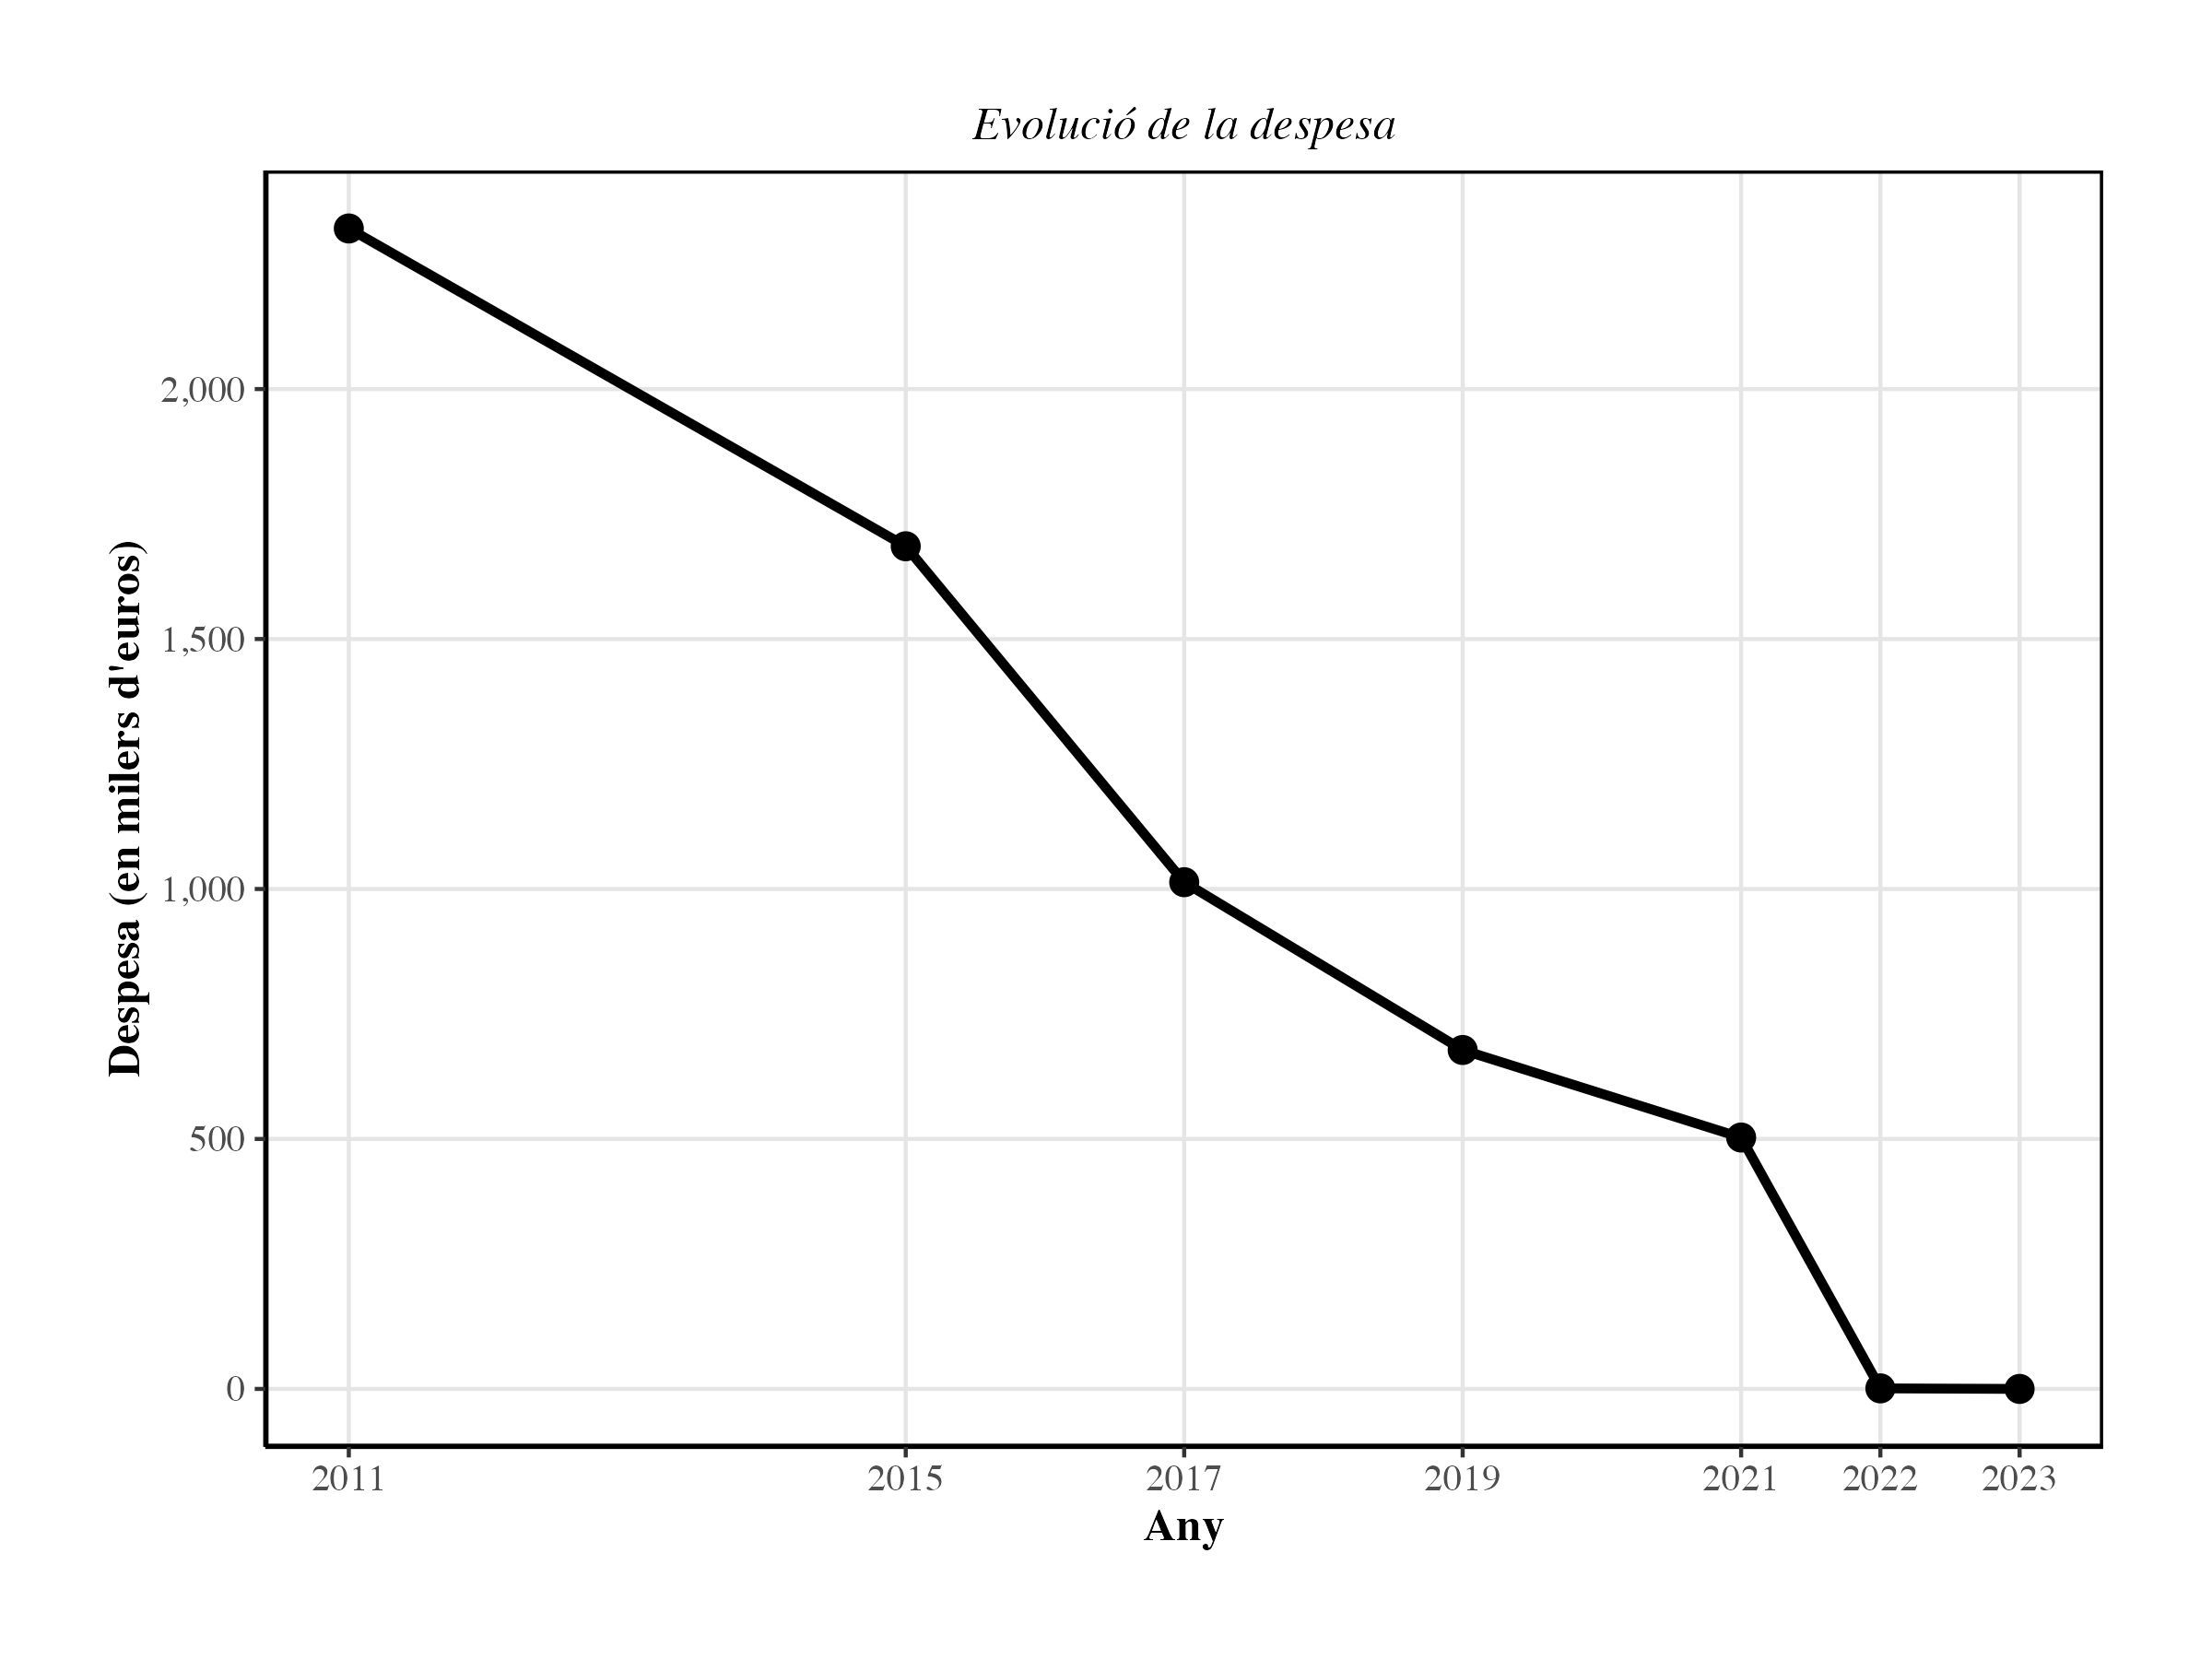 Evolució de la despesa
Despesa (en milers d'euros)
2,000
1,500
1,000
500
0
2011 2015 2017 2019 2021 2022 2023
Any